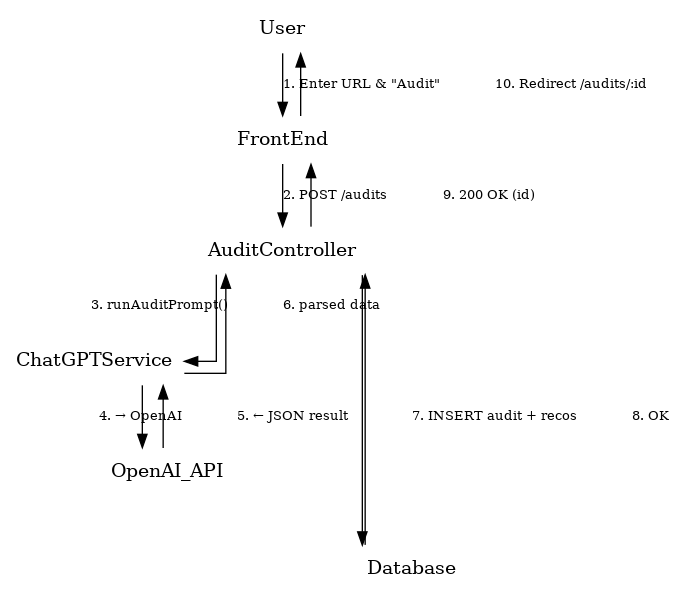 User
1. Enter URL & "Audit"
10. Redirect /audits/:id
FrontEnd
2. POST /audits
9. 200 OK (id)
AuditController
3. runAuditPrompt()
6. parsed data
ChatGPTService
4. → OpenAI
5. ← JSON result
7. INSERT audit + recos
8. OK
OpenAI_API
Database